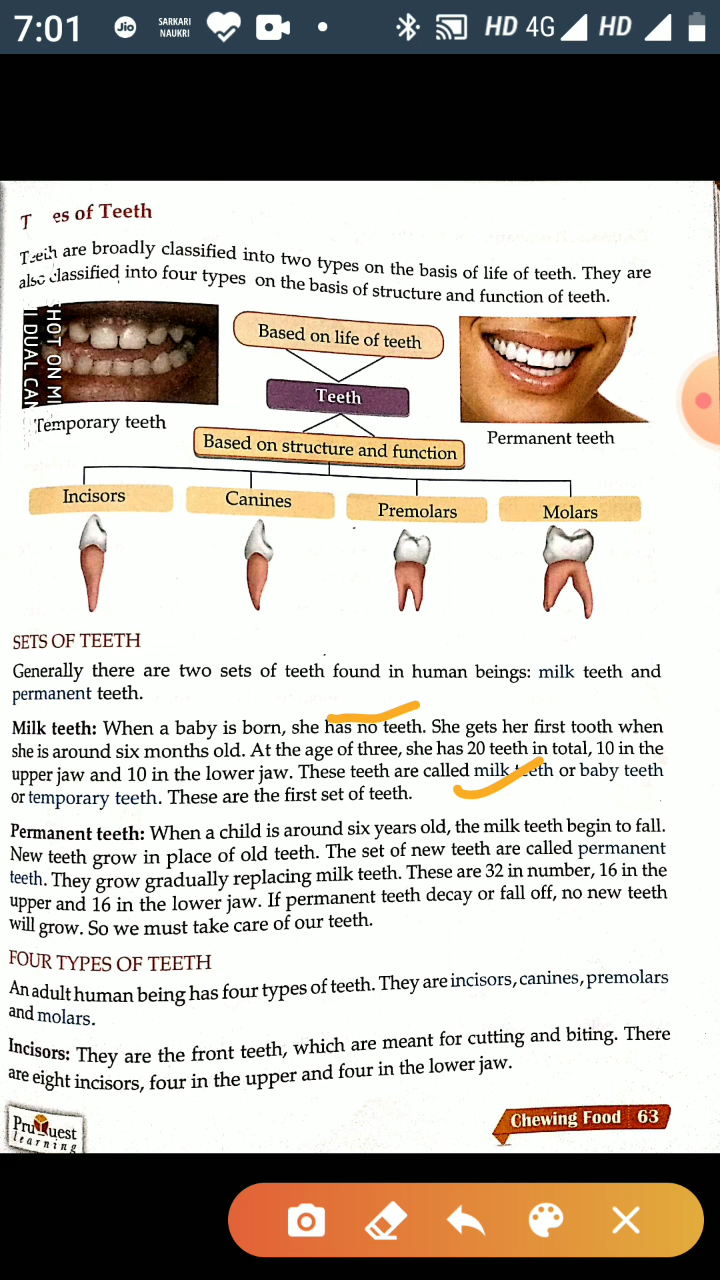 7:01
Jio
SARKARI
NAUKRI
HD 4G
HD
T es of Teeth
Teeth are broadly classified into two types on the basis of life of teeth. They are
also classified into four types on the basis of structure and function of teeth.
SHOT ON MI
DUAL CAM
Temporary teeth
Based on life of teeth
Teeth
Based on structure and function
Permanent teeth
Incisors
Canines
Premolars
Molars
SETS OF TEETH
Generally there are two sets of teeth found in human beings: milk teeth and
permanent teeth.
Milk teeth: When a baby is born, she has no teeth. She gets her first tooth when
she is around six months old. At the age of three, she has 20 teeth in total, 10 in the
upper jaw and 10 in the lower jaw. These teeth are called milk teeth or baby teeth
or temporary teeth. These are the first set of teeth.
Permanent teeth: When a child is around six years old, the milk teeth begin to fall.
New teeth grow in place of old teeth. The set of new teeth are called permanent
teeth. They grow gradually replacing milk teeth. These are 32 in number, 16 in the
upper and 16 in the lower jaw. If permanent teeth decay or fall off, no new teeth
will grow. So we must take care of our teeth.
FOUR TYPES OF TEETH
An adult human being has four types of teeth. They are incisors, canines, premolars
and molars.
Incisors: They are the front teeth, which are meant for cutting and biting. There
are eight incisors, four in the upper and four in the lower jaw.
PruQuest
learning
Chewing Food 63